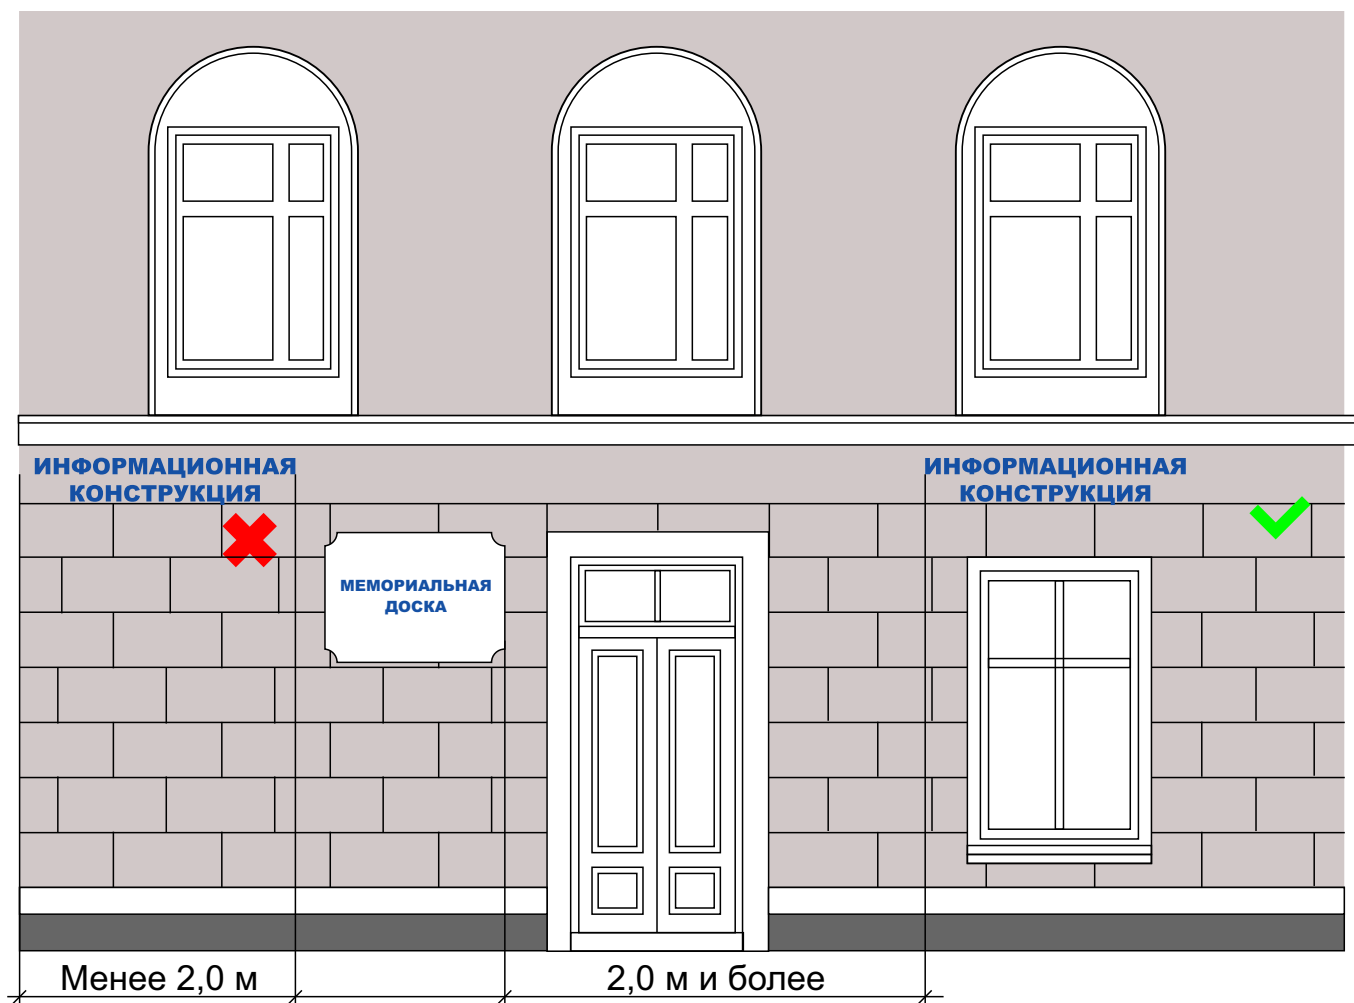 ИНФОРМАЦИОННАЯ
КОНСТРУКЦИЯ
ИНФОРМАЦИОННАЯ
КОНСТРУКЦИЯ
МЕМОРИАЛЬНАЯ
ДОСКА
Менее 2,0 м
2,0 м и более